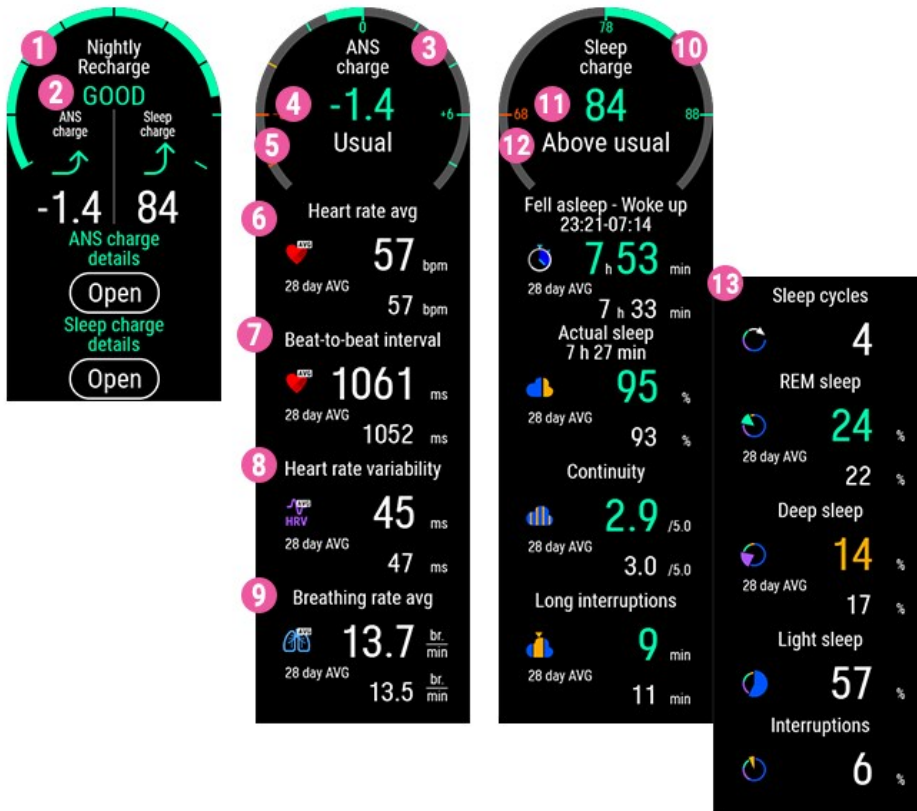 1
Nightly
Recharge
2
GOOD
ANS
charge
Sleep
charge
-1.4
84
ANS charge
details
Open
Sleep charge
details
Open
0
ANS
charge
3
4
-1.4
+6
5
Usual
6
Heart rate avg
AVG
57 bpm
28 day AVG
57 bpm
7
Beat-to-beat interval
AVG
1061 ms
28 day AVG
1052 ms
8
Heart rate variability
AVG
HRV
45 ms
28 day AVG
47 ms
9
Breathing rate avg
AVG
13.7 br.
min
28 day AVG
13.5 br.
min
78
Sleep
charge
10
68
11
84
88
12
Above usual
Fell asleep - Woke up
23:21-07:14
7 h 53 min
28 day AVG
7 h 33 min
Actual sleep
7 h 27 min
95 %
28 day AVG
93 %
Continuity
2.9 /5.0
28 day AVG
3.0 /5.0
Long interruptions
9 min
28 day AVG
11 min
13
Sleep cycles
4
REM sleep
24 %
28 day AVG
22 %
Deep sleep
14 %
28 day AVG
17 %
Light sleep
57 %
Interruptions
6 %